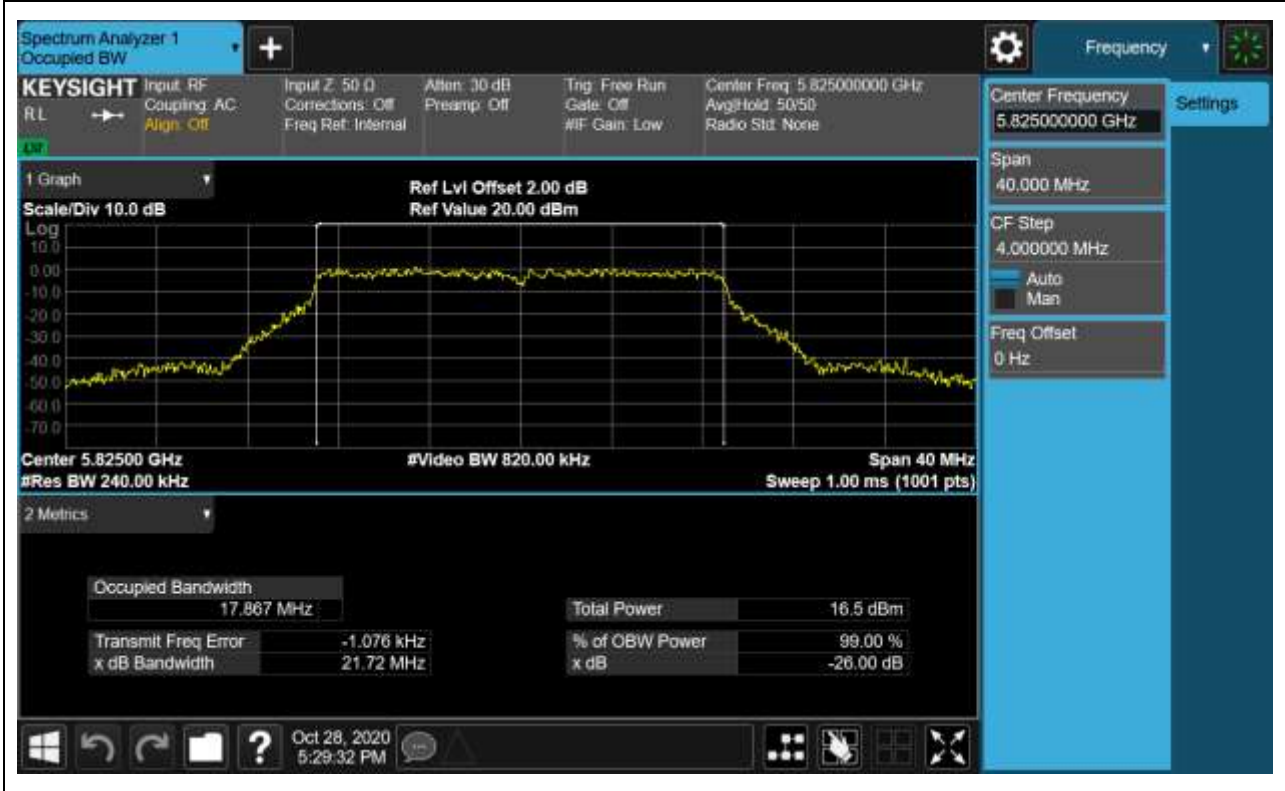 Spectrum Analyzer 1
Occupied BW
+
Frequency
KEYSIGHT
RL
Input: RF
Coupling: AC
Align: Off
Input Z: 50 Ω
Corrections: Off
Freq Ref: Internal
Atten: 30 dB
Preamp: Off
Trig: Free Run
Gate: Off
#IF Gain: Low
Center Freq: 5.825000000 GHz
Avg|Hold: 50/50
Radio Std: None
Center Frequency
5.825000000 GHz
Settings
Span
40.000 MHz
CF Step
4.000000 MHz
Auto
Man
Freq Offset
0 Hz
1 Graph
Scale/Div 10.0 dB
Ref Lvl Offset 2.00 dB
Ref Value 20.00 dBm
Log
10.0
0.00
-10.0
-20.0
-30.0
-40.0
-50.0
-60.0
-70.0
Center 5.82500 GHz
#Video BW 820.00 kHz
Span 40 MHz
#Res BW 240.00 kHz
Sweep 1.00 ms (1001 pts)
2 Metrics
Occupied Bandwidth
17.867 MHz
Total Power 16.5 dBm
Transmit Freq Error -1.076 kHz
% of OBW Power 99.00 %
x dB Bandwidth 21.72 MHz
x dB -26.00 dB
?
Oct 28, 2020
5:29:32 PM